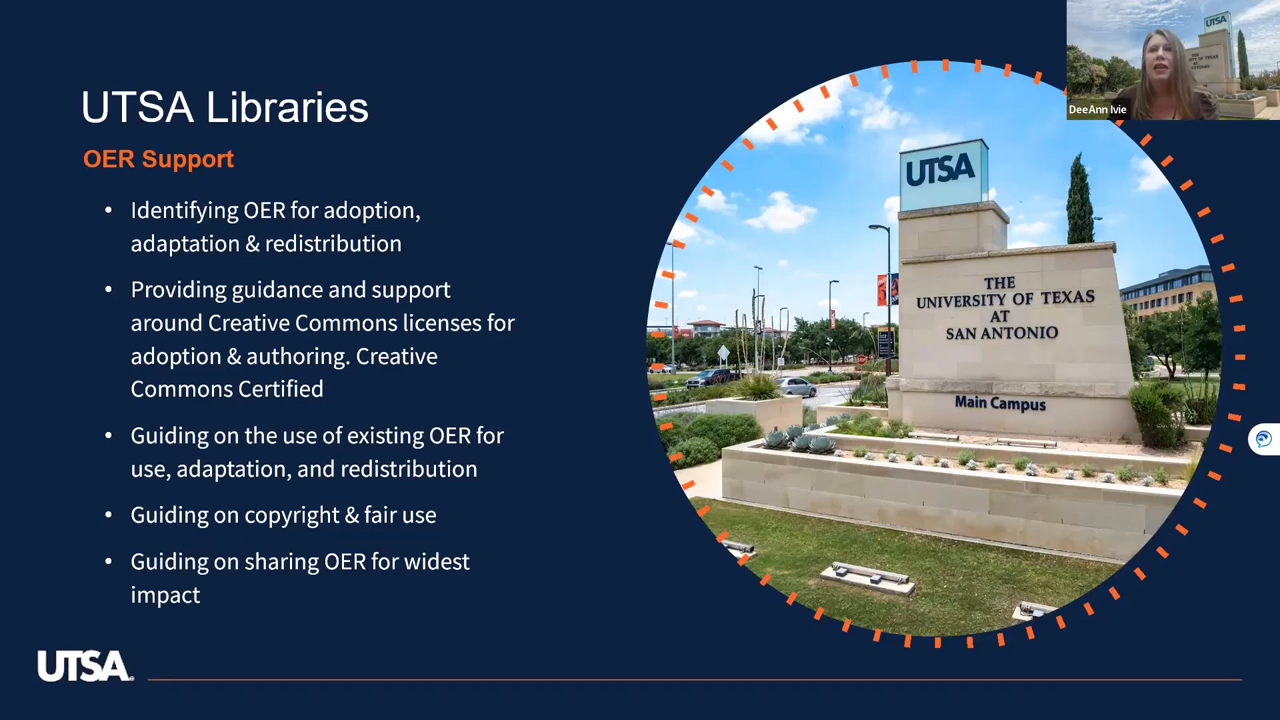 UTSA Libraries
OER Support
• Identifying OER for adoption,
adaptation & redistribution
• Providing guidance and support
around Creative Commons licenses for
adoption & authoring. Creative
Commons Certified
• Guiding on the use of existing OER for
use, adaptation, and redistribution
• Guiding on copyright & fair use
• Guiding on sharing OER for widest
impact
UTSA
THE
UNIVERSITY OF TEXAS
AT
SAN ANTONIO
Main Campus
UTSA
DeeAnn Ivie
UTSA